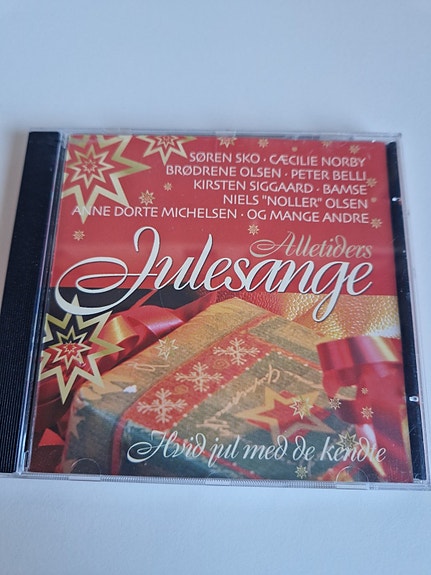 SØREN SKO · CÆCILIE NORBY
BRØDRENE OLSEN · PETER BELLI
KIRSTEN SIGGAARD · BAMSE
NIELS "NOLLER" OLSEN
ANNE DORTE MICHELSEN · OG MANGE ANDRE
Alletiders
Julesange
Hvid jul med de kendte